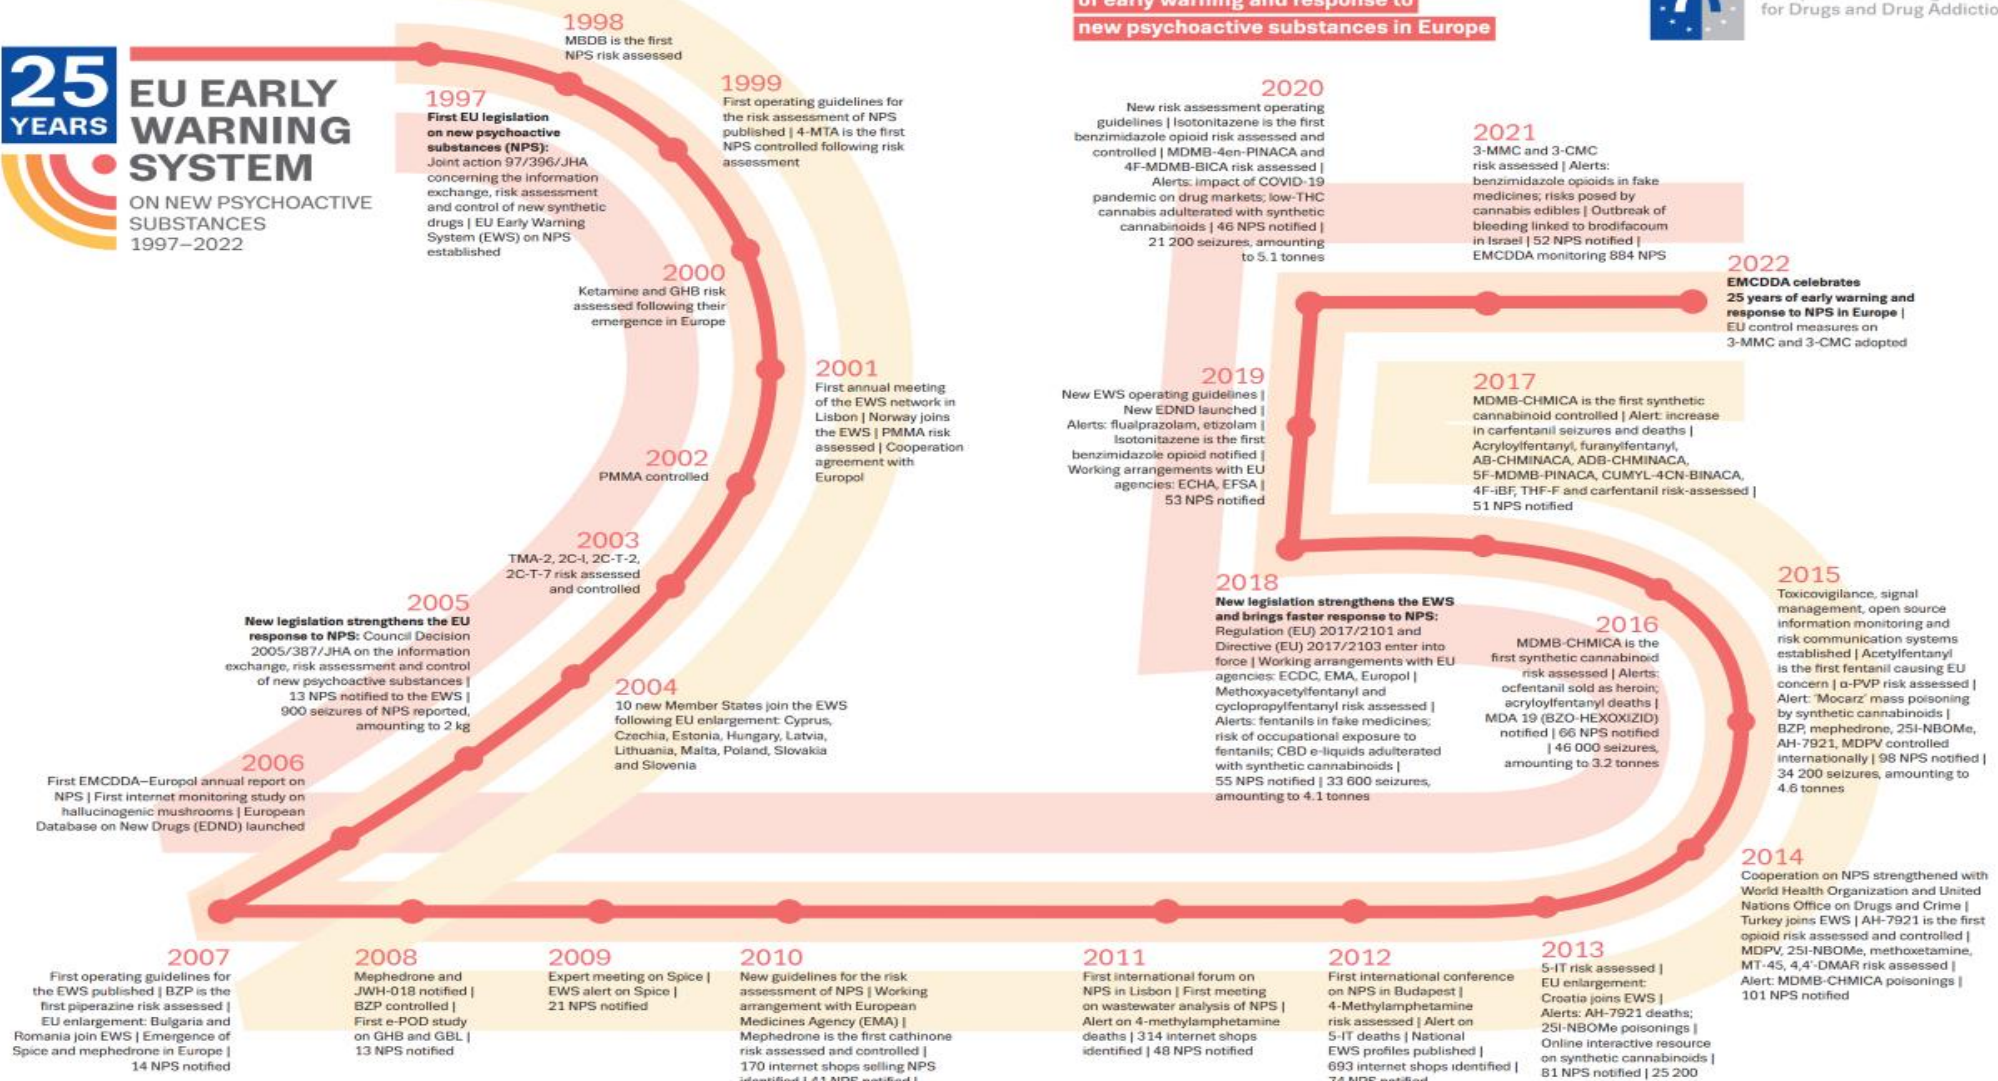 of early warning and response to
new psychoactive substances in Europe
for Drugs and Drug Addictio
25
YEARS
EU EARLY
WARNING
SYSTEM
ON NEW PSYCHOACTIVE
SUBSTANCES
1997–2022
1997
First EU legislation
on new psychoactive
substances (NPS):
Joint action 97/396/JHA
concerning the information
exchange, risk assessment
and control of new synthetic
drugs | EU Early Warning
System (EWS) on NPS
established
1998
MBDB is the first
NPS risk assessed
1999
First operating guidelines for
the risk assessment of NPS
published | 4-MTA is the first
NPS controlled following risk
assessment
2000
Ketamine and GHB risk
assessed following their
emergence in Europe
2001
First annual meeting
of the EWS network in
Lisbon | Norway joins
the EWS | PMMA risk
assessed | Cooperation
agreement with
Europol
2002
PMMA controlled
2003
TMA-2, 2C-I, 2C-T-2,
2C-T-7 risk assessed
and controlled
2004
10 new Member States join the EWS
following EU enlargement: Cyprus,
Czechia, Estonia, Hungary, Latvia,
Lithuania, Malta, Poland, Slovakia
and Slovenia
2005
New legislation strengthens the EU
response to NPS: Council Decision
2005/387/JHA on the information
exchange, risk assessment and control
of new psychoactive substances |
13 NPS notified to the EWS |
900 seizures of NPS reported,
amounting to 2 kg
2006
First EMCDDA–Europol annual report on
NPS | First internet monitoring study on
hallucinogenic mushrooms | European
Database on New Drugs (EDND) launched
2007
First operating guidelines for
the EWS published | BZP is the
first piperazine risk assessed |
EU enlargement: Bulgaria and
Romania join EWS | Emergence of
Spice and mephedrone in Europe |
14 NPS notified
2008
Mephedrone and
JWH-018 notified |
BZP controlled |
First e-POD study
on GHB and GBL |
13 NPS notified
2009
Expert meeting on Spice |
EWS alert on Spice |
21 NPS notified
2010
New guidelines for the risk
assessment of NPS | Working
arrangement with European
Medicines Agency (EMA) |
Mephedrone is the first cathinone
risk assessed and controlled |
170 internet shops selling NPS
identified | 41 NPS notified |
2011
First international forum on
NPS in Lisbon | First meeting
on wastewater analysis of NPS |
Alert on 4-methylamphetamine
deaths | 314 internet shops
identified | 48 NPS notified
2012
First international conference
on NPS in Budapest |
4-Methylamphetamine
risk assessed | Alert on
5-IT deaths | National
EWS profiles published |
693 internet shops identified |
74 NPS notified
2013
5-IT risk assessed |
EU enlargement:
Croatia joins EWS |
Alerts: AH-7921 deaths;
25I-NBOMe poisonings |
Online interactive resource
on synthetic cannabinoids |
81 NPS notified | 25 200
2014
Cooperation on NPS strengthened with
World Health Organization and United
Nations Office on Drugs and Crime |
Turkey joins EWS | AH-7921 is the first
opioid risk assessed and controlled |
MDPV, 25I-NBOMe, methoxetamine,
MT-45, 4,4'-DMAR risk assessed |
Alert: MDMB-CHMICA poisonings |
101 NPS notified
2015
Toxicovigilance, signal
management, open source
information monitoring and
risk communication systems
established | Acetylfentanyl
is the first fentanil causing EU
concern | α-PVP risk assessed |
Alert: 'Mocarz' mass poisoning
by synthetic cannabinoids |
BZP, mephedrone, 25I-NBOMe,
AH-7921, MDPV controlled
internationally | 98 NPS notified |
34 200 seizures, amounting to
4.6 tonnes
2016
MDMB-CHMICA is the
first synthetic cannabinoid
risk assessed | Alerts:
ocfentanil sold as heroin;
acryloylfentanyl deaths |
MDA 19 (BZO-HEXOXIZID)
notified | 66 NPS notified
| 46 000 seizures,
amounting to 3.2 tonnes
2017
MDMB-CHMICA is the first synthetic
cannabinoid controlled | Alert: increase
in carfentanil seizures and deaths |
Acryloylfentanyl, furanylfentanyl,
AB-CHMINACA, ADB-CHMINACA,
5F-MDMB-PINACA, CUMYL-4CN-BINACA,
4F-iBF, THF-F and carfentanil risk-assessed |
51 NPS notified
2018
New legislation strengthens the EWS
and brings faster response to NPS:
Regulation (EU) 2017/2101 and
Directive (EU) 2017/2103 enter into
force | Working arrangements with EU
agencies: ECDC, EMA, Europol |
Methoxyacetylfentanyl and
cyclopropylfentanyl risk assessed |
Alerts: fentanils in fake medicines;
risk of occupational exposure to
fentanils; CBD e-liquids adulterated
with synthetic cannabinoids |
55 NPS notified | 33 600 seizures,
amounting to 4.1 tonnes
2019
New EWS operating guidelines |
New EDND launched |
Alerts: flualprazolam, etizolam |
Isotonitazene is the first
benzimidazole opioid notified |
Working arrangements with EU
agencies: ECHA, EFSA |
53 NPS notified
2020
New risk assessment operating
guidelines | Isotonitazene is the first
benzimidazole opioid risk assessed and
controlled | MDMB-4en-PINACA and
4F-MDMB-BICA risk assessed |
Alerts: impact of COVID-19
pandemic on drug markets; low-THC
cannabis adulterated with synthetic
cannabinoids | 46 NPS notified |
21 200 seizures, amounting
to 5.1 tonnes
2021
3-MMC and 3-CMC
risk assessed | Alerts:
benzimidazole opioids in fake
medicines; risks posed by
cannabis edibles | Outbreak of
bleeding linked to brodifacoum
in Israel | 52 NPS notified |
EMCDDA monitoring 884 NPS
2022
EMCDDA celebrates
25 years of early warning and
response to NPS in Europe |
EU control measures on
3-MMC and 3-CMC adopted